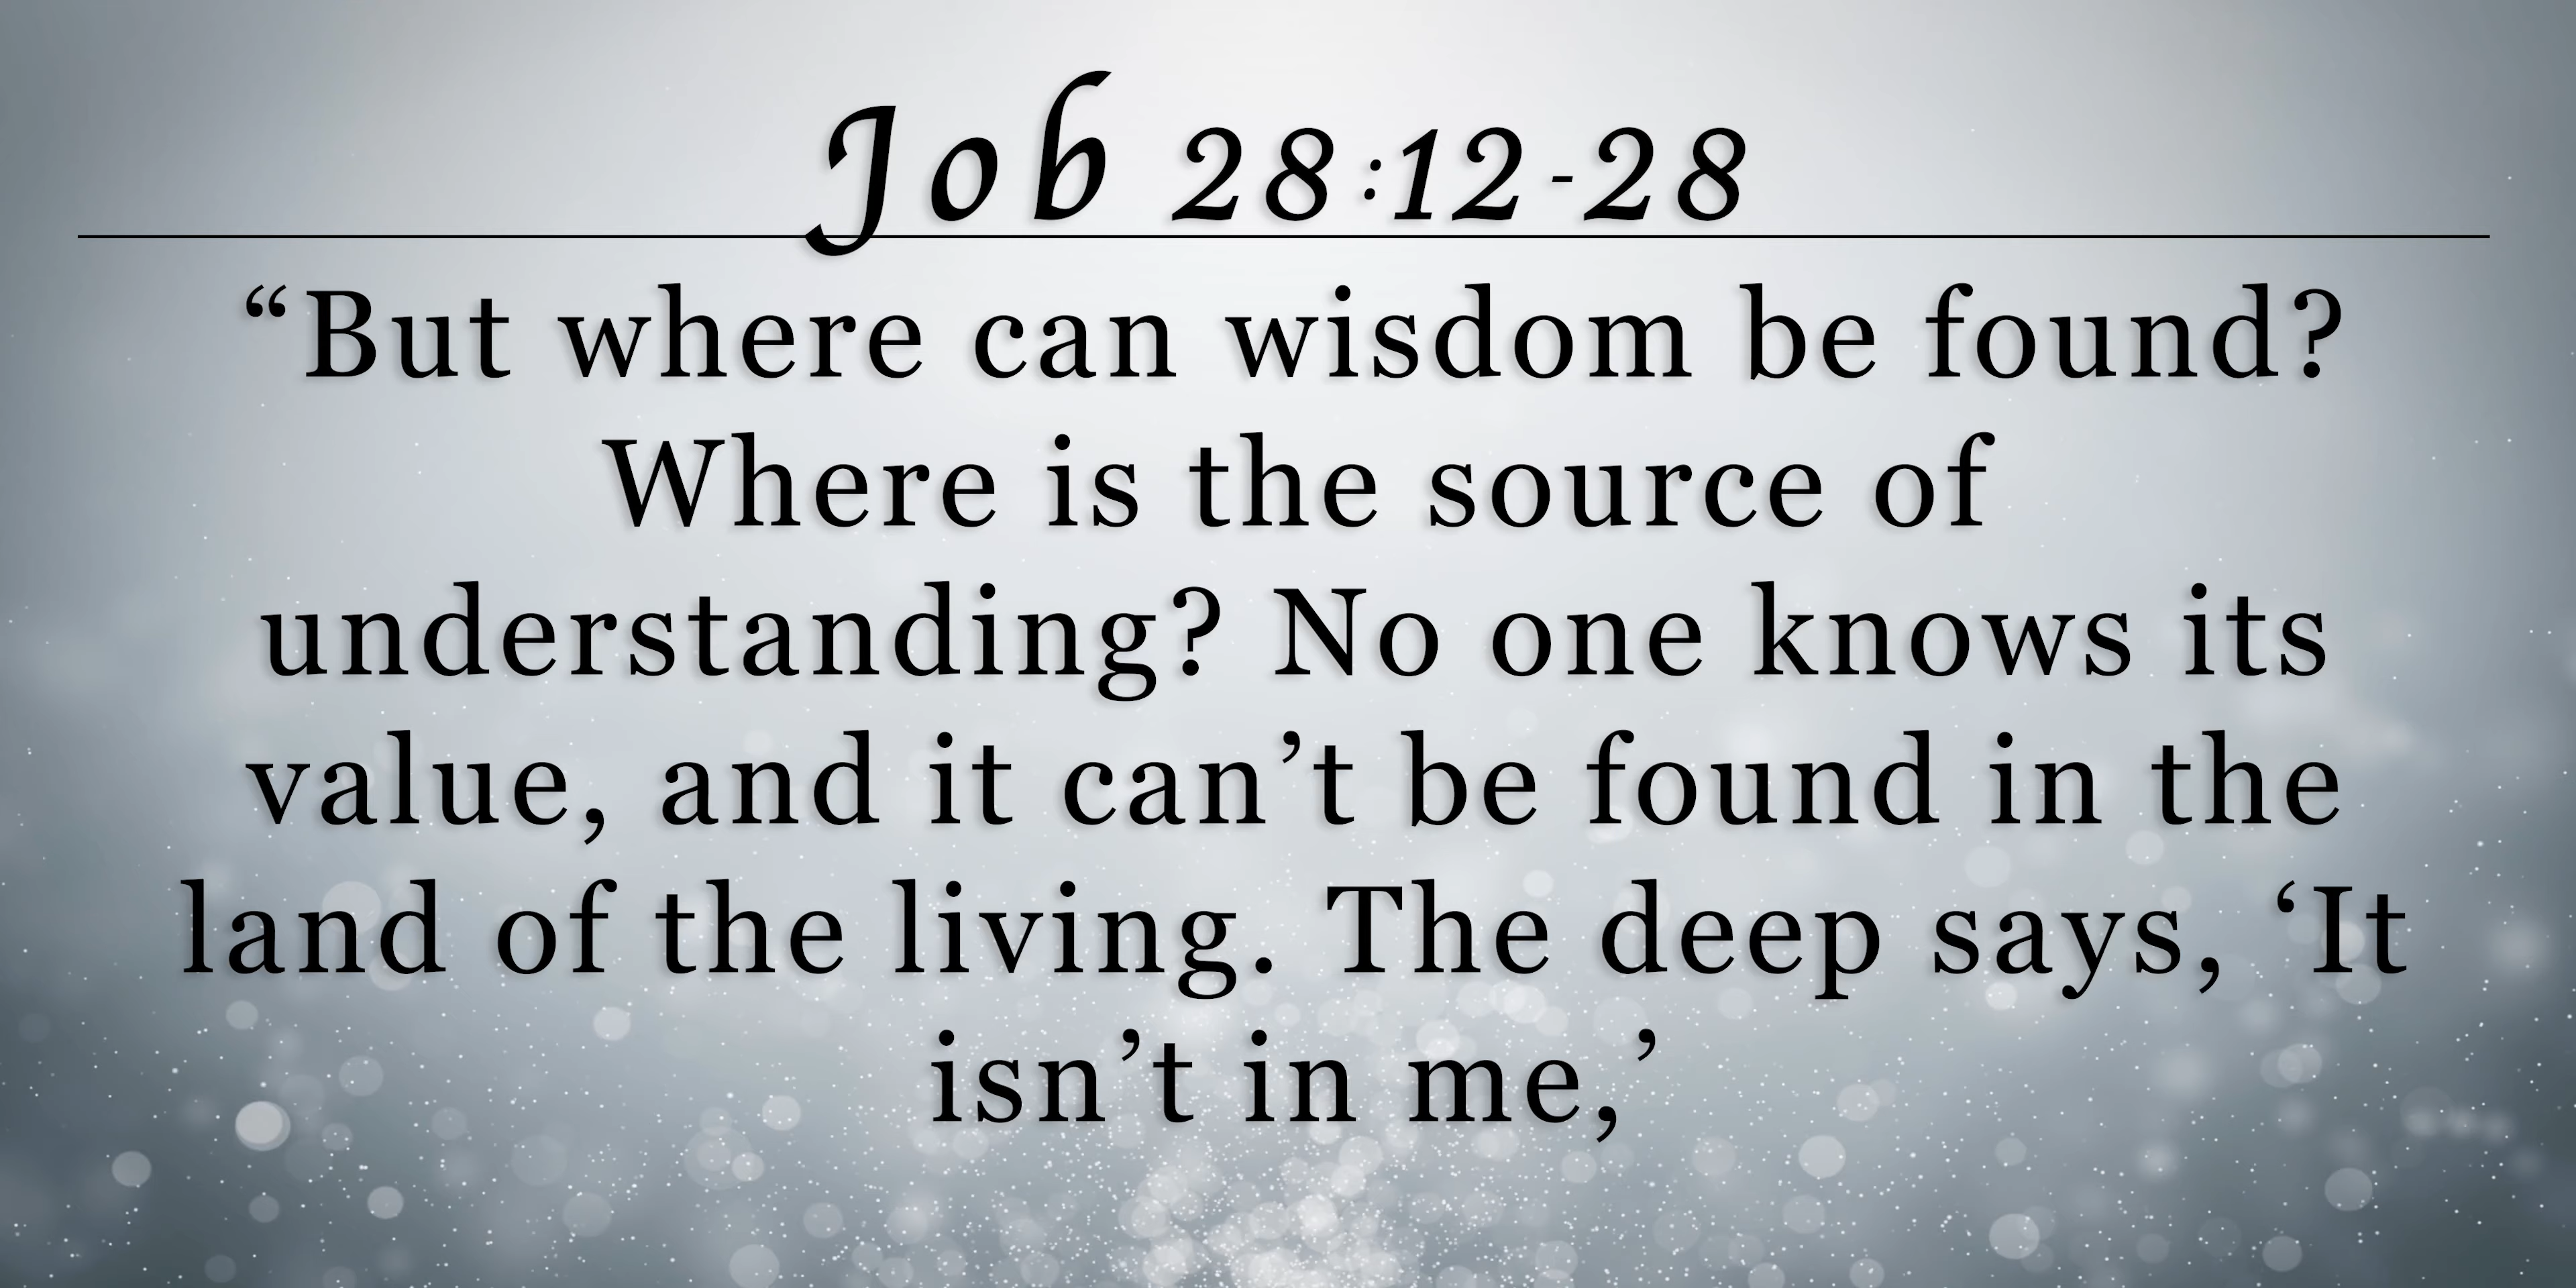 Job 28:12-28
“But where can wisdom be found?
Where is the source of
understanding? No one knows its
value, and it can’t be found in the
land of the living. The deep says, ‘It
isn’t in me,’